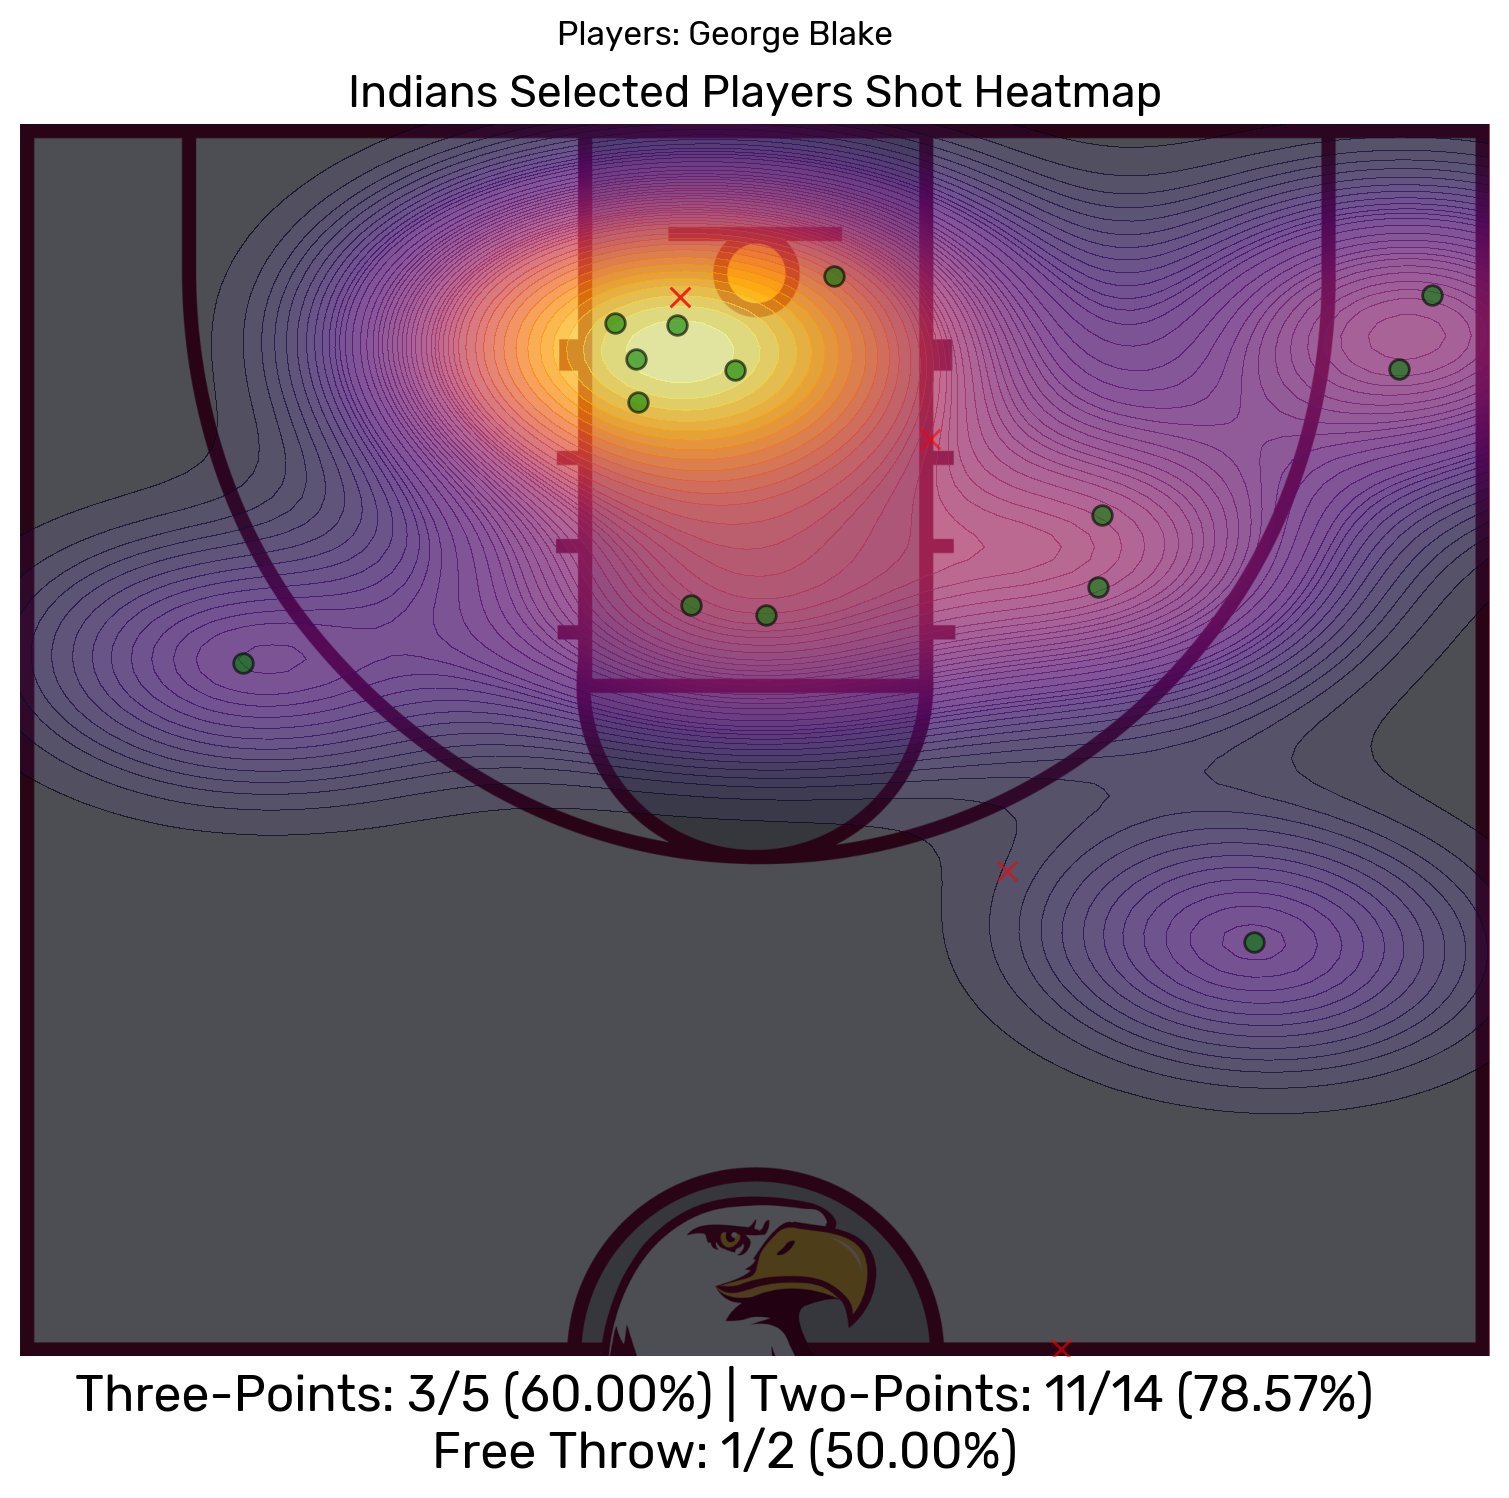 Players: George Blake
Indians Selected Players Shot Heatmap
Three-Points: 3/5 (60.00%) | Two-Points: 11/14 (78.57%)
Free Throw: 1/2 (50.00%)